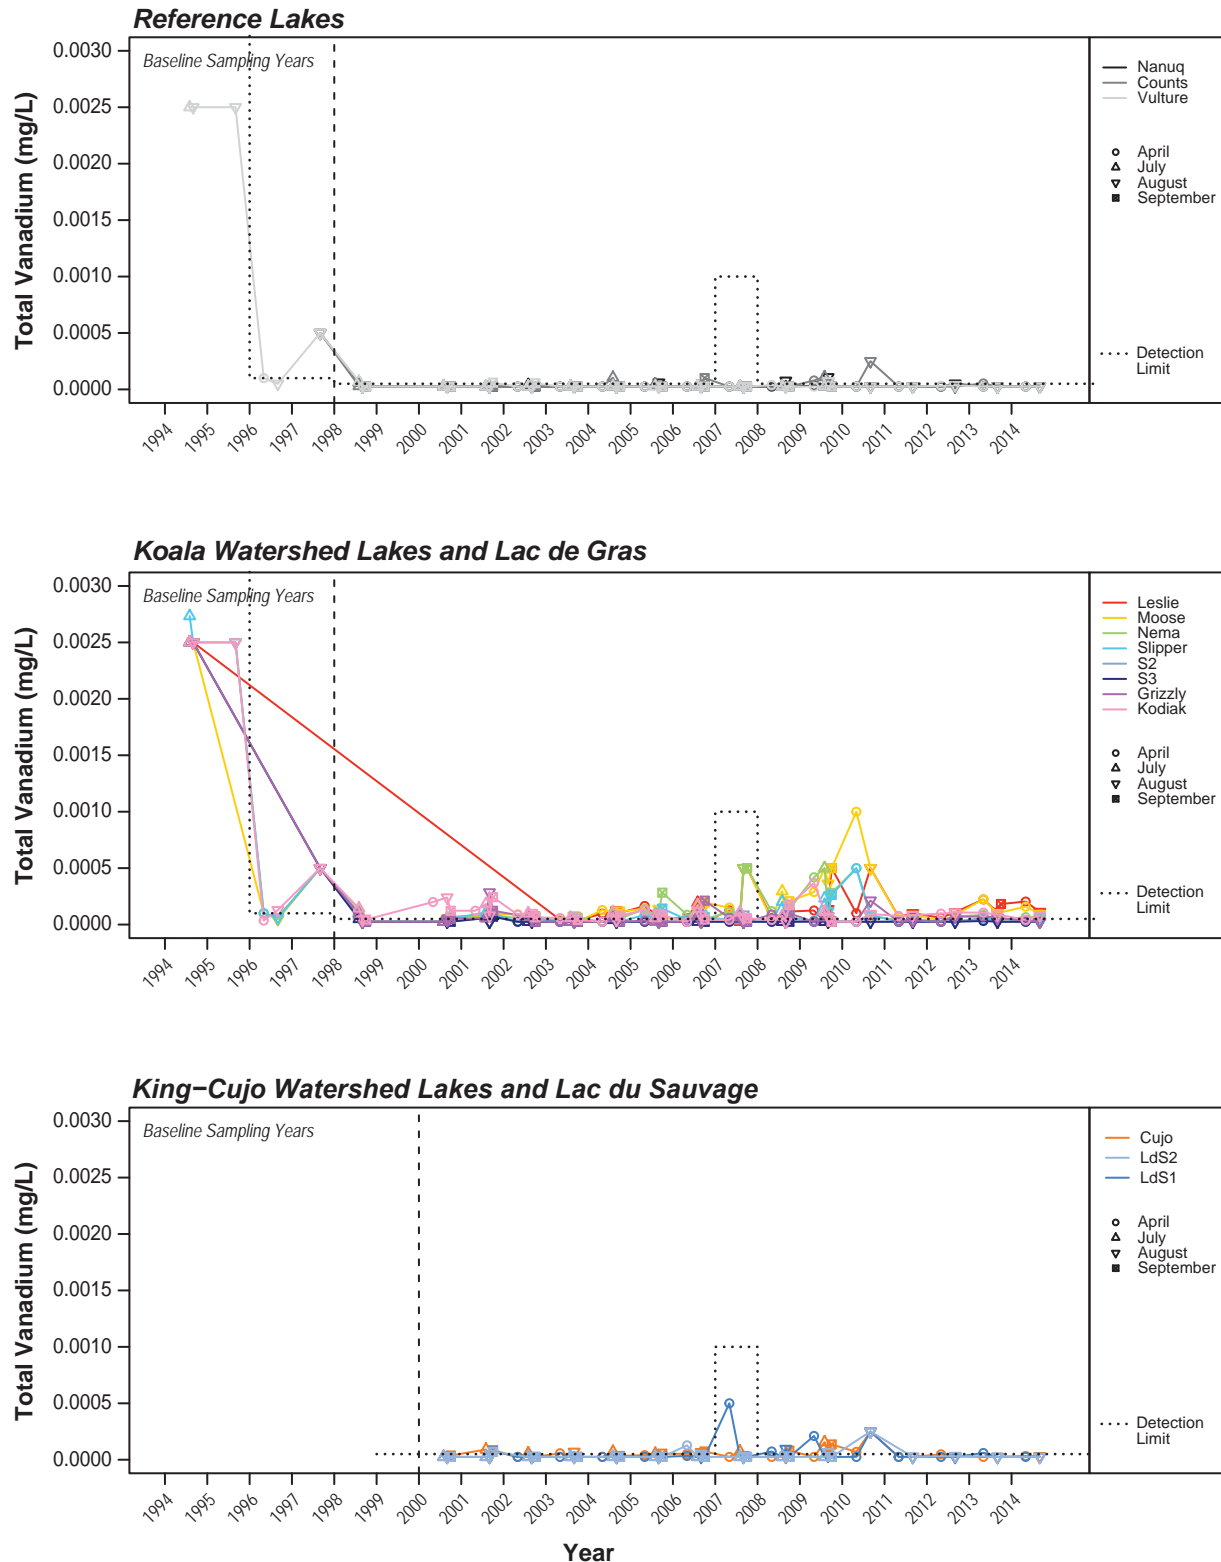 Reference Lakes
Total Vanadium (mg/L)
0.0030
0.0025
0.0020
0.0015
0.0010
0.0005
0.0000
Baseline Sampling Years
Nanuq
Counts
Vulture
April
July
August
September
Detection
Limit
1994
1995
1996
1997
1998
1999
2000
2001
2002
2003
2004
2005
2006
2007
2008
2009
2010
2011
2012
2013
2014
Koala Watershed Lakes and Lac de Gras
Total Vanadium (mg/L)
0.0030
0.0025
0.0020
0.0015
0.0010
0.0005
0.0000
Baseline Sampling Years
Leslie
Moose
Nema
Slipper
S2
S3
Grizzly
Kodiak
April
July
August
September
Detection
Limit
1994
1995
1996
1997
1998
1999
2000
2001
2002
2003
2004
2005
2006
2007
2008
2009
2010
2011
2012
2013
2014
King−Cujo Watershed Lakes and Lac du Sauvage
Total Vanadium (mg/L)
0.0030
0.0025
0.0020
0.0015
0.0010
0.0005
0.0000
Baseline Sampling Years
Cujo
LdS2
LdS1
April
July
August
September
Detection
Limit
1994
1995
1996
1997
1998
1999
2000
2001
2002
2003
2004
2005
2006
2007
2008
2009
2010
2011
2012
2013
2014
Year